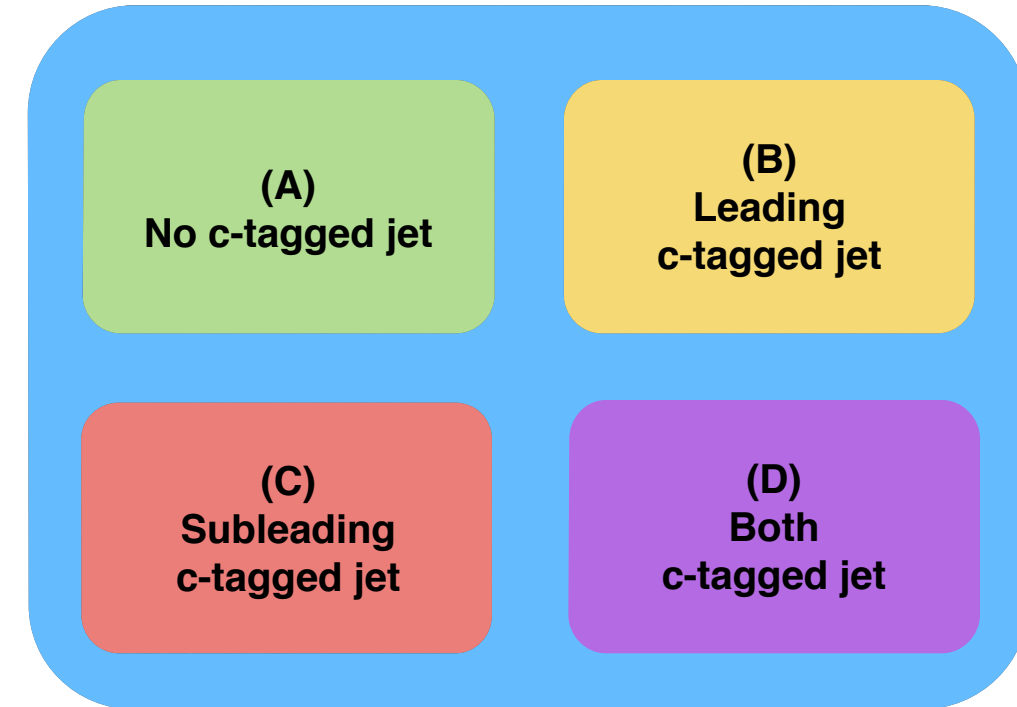 (A)
No c-tagged jet
(B)
Leading
c-tagged jet
(C)
Subleading
c-tagged jet
(D)
Both
c-tagged jet